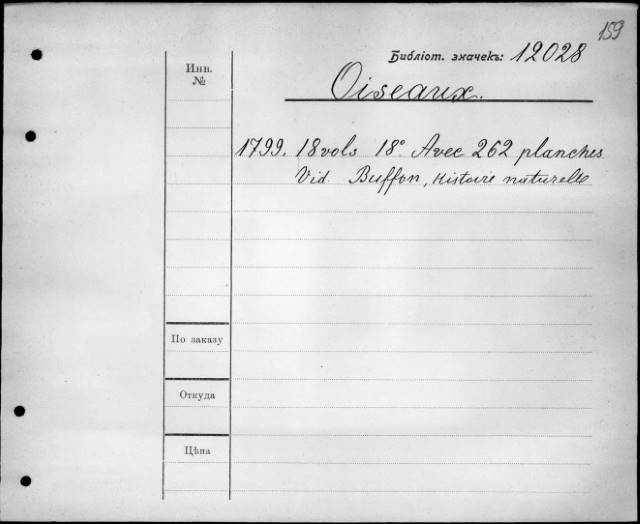 159
Библіот. значекъ: 12028
Инв.
№
Oiseaux.
1799. 18 vols 18° Avec 262 planches
Vid. Buffon, Histoire naturelle
По заказу
Откуда
Цѣна